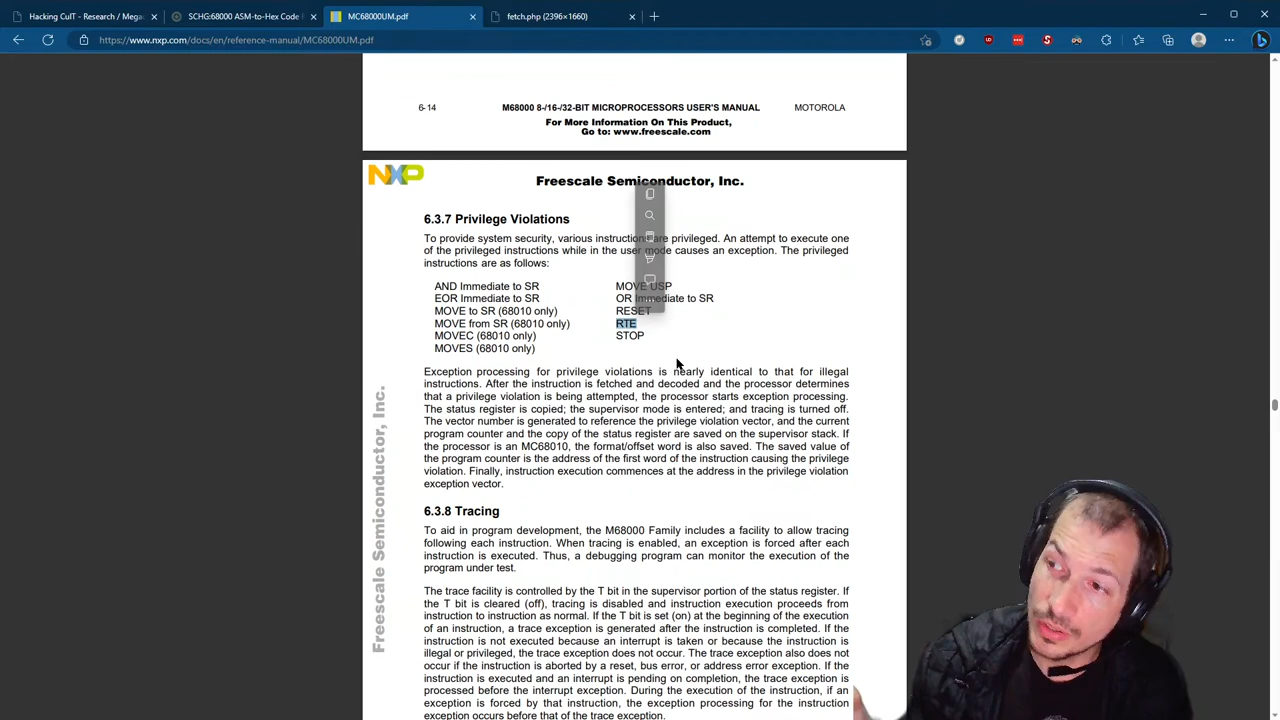 Hacking CulT - Research / Mega
SCHG:68000 ASM-to-Hex Code
MC68000UM.pdf
fetch.php (2396×1660)
https://www.nxp.com/docs/en/reference-manual/MC68000UM.pdf
6-14 M68000 8-/16-/32-BIT MICROPROCESSORS USER'S MANUAL MOTOROLA
For More Information On This Product,
Go to: www.freescale.com
NXP
Freescale Semiconductor, Inc.
6.3.7 Privilege Violations
To provide system security, various instructions are privileged. An attempt to execute one
of the privileged instructions while in the user mode causes an exception. The privileged
instructions are as follows:
AND Immediate to SR MOVE USP
EOR Immediate to SR OR Immediate to SR
MOVE to SR (68010 only) RESET
MOVE from SR (68010 only) RTE
MOVEC (68010 only) STOP
MOVES (68010 only)
Exception processing for privilege violations is nearly identical to that for illegal
instructions. After the instruction is fetched and decoded and the processor determines
that a privilege violation is being attempted, the processor starts exception processing.
The status register is copied; the supervisor mode is entered; and tracing is turned off.
The vector number is generated to reference the privilege violation vector, and the current
program counter and the copy of the status register are saved on the supervisor stack. If
the processor is an MC68010, the format/offset word is also saved. The saved value of
the program counter is the address of the first word of the instruction causing the privilege
violation. Finally, instruction execution commences at the address in the privilege violation
exception vector.
6.3.8 Tracing
To aid in program development, the M68000 Family includes a facility to allow tracing
following each instruction. When tracing is enabled, an exception is forced after each
instruction is executed. Thus, a debugging program can monitor the execution of the
program under test.
The trace facility is controlled by the T bit in the supervisor portion of the status register. If
the T bit is cleared (off), tracing is disabled and instruction execution proceeds from
instruction to instruction as normal. If the T bit is set (on) at the beginning of the execution
of an instruction, a trace exception is generated after the instruction is completed. If the
instruction is not executed because an interrupt is taken or because the instruction is
illegal or privileged, the trace exception does not occur. The trace exception also does not
occur if the instruction is aborted by a reset, bus error, or address error exception. If the
instruction is executed and an interrupt is pending on completion, the trace exception is
processed before the interrupt exception. During the execution of the instruction, if an
exception is forced by that instruction, the exception processing for the instruction
exception occurs before that of the trace exception.
Freescale Semiconductor, Inc.